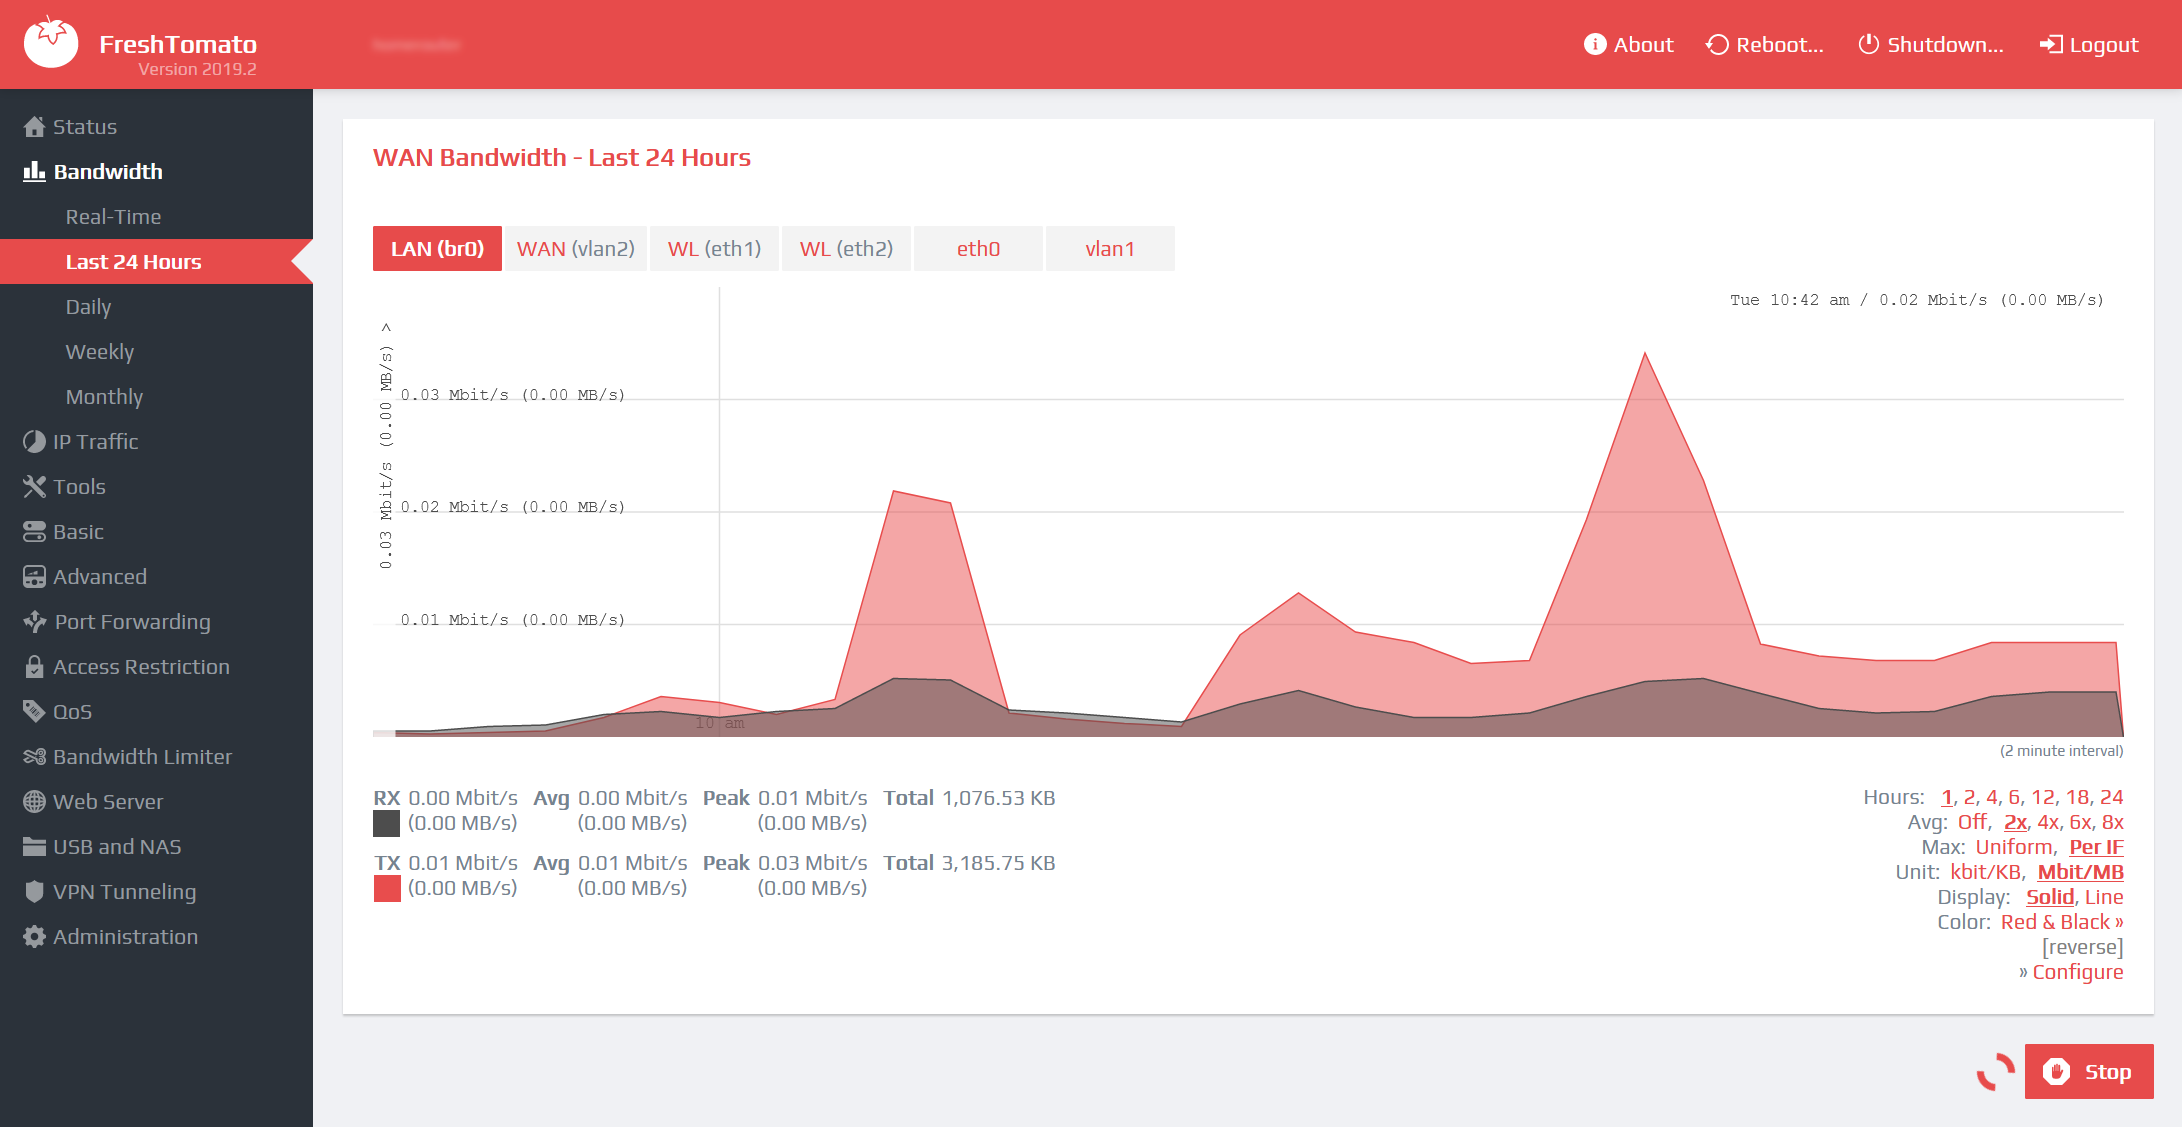 FreshTomato
Version 2019.2
About
Reboot...
Shutdown...
Logout
Status
Bandwidth
Real-Time
Last 24 Hours
Daily
Weekly
Monthly
IP Traffic
Tools
Basic
Advanced
Port Forwarding
Access Restriction
QoS
Bandwidth Limiter
Web Server
USB and NAS
VPN Tunneling
Administration
WAN Bandwidth - Last 24 Hours
LAN (br0) WAN (vlan2) WL (eth1) WL (eth2) eth0 vlan1
Tue 10:42 am / 0.02 Mbit/s (0.00 MB/s)
0.03 Mbit/s (0.00 MB/s) >
0.03 Mbit/s (0.00 MB/s)
0.02 Mbit/s (0.00 MB/s)
0.01 Mbit/s (0.00 MB/s)
10 am
(2 minute interval)
RX 0.00 Mbit/s Avg 0.00 Mbit/s Peak 0.01 Mbit/s Total 1,076.53 KB
(0.00 MB/s) (0.00 MB/s) (0.00 MB/s)
TX 0.01 Mbit/s Avg 0.01 Mbit/s Peak 0.03 Mbit/s Total 3,185.75 KB
(0.00 MB/s) (0.00 MB/s) (0.00 MB/s)
Hours: 1, 2, 4, 6, 12, 18, 24
Avg: Off, 2x, 4x, 6x, 8x
Max: Uniform, Per IF
Unit: kbit/KB, Mbit/MB
Display: Solid, Line
Color: Red & Black »
[reverse]
» Configure
Stop